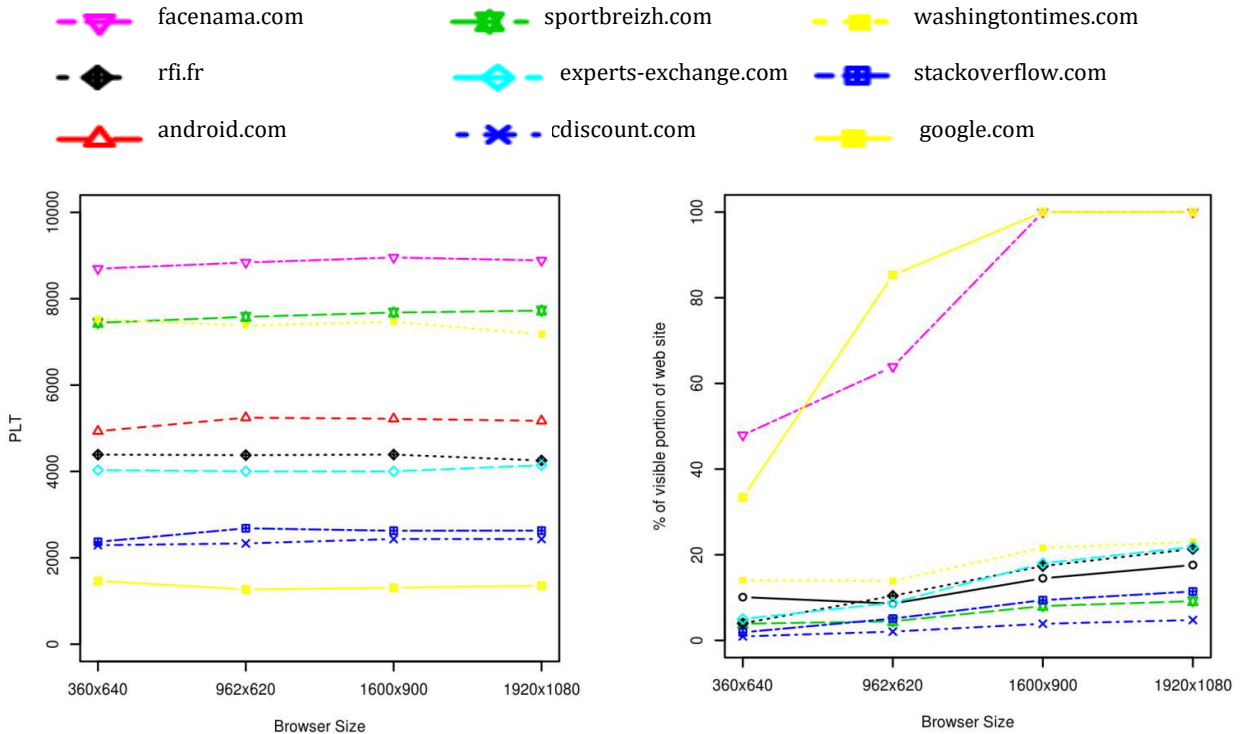 facenama.com
sportbreizh.com
washingtontimes.com
rfi.fr
experts-exchange.com
stackoverflow.com
android.com
cdiscount.com
google.com
PLT
10000
8000
6000
4000
2000
0
360x640
962x620
1600x900
1920x1080
Browser Size
% of visible portion of web site
100
80
60
40
20
0
360x640
962x620
1600x900
1920x1080
Browser Size